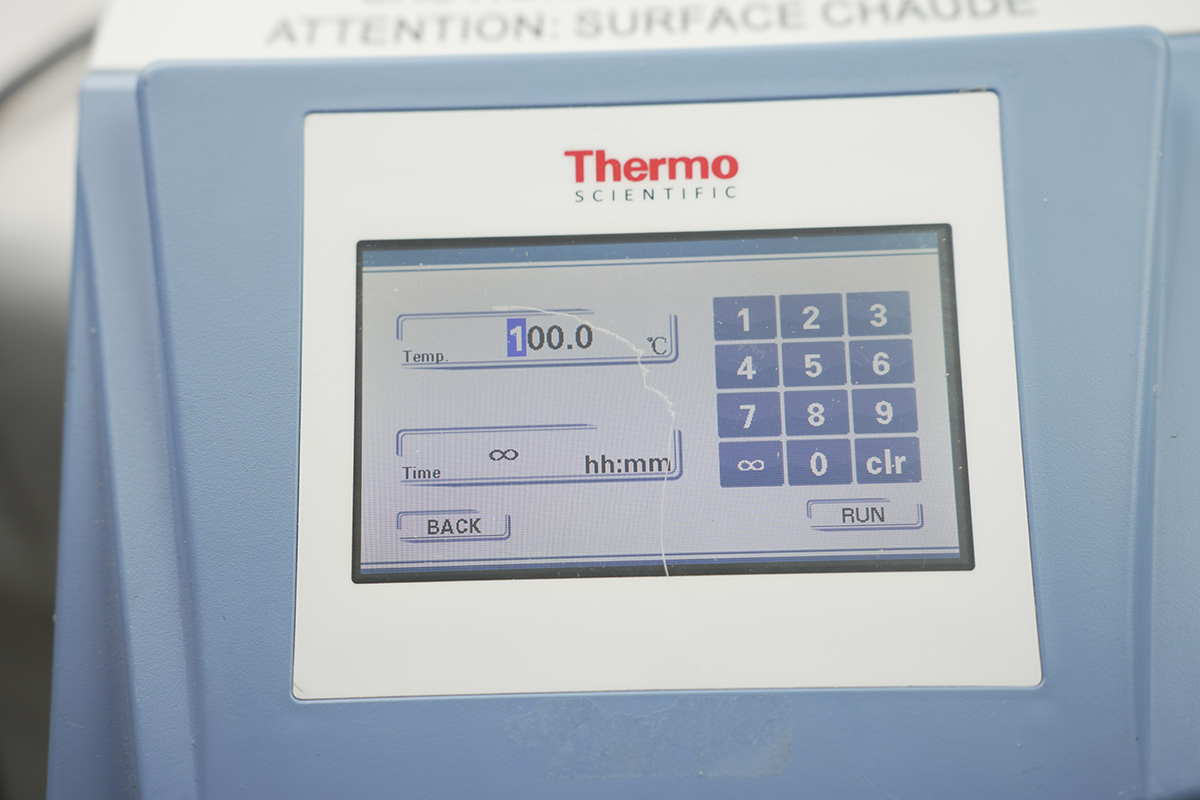 ATTENTION: SURFACE CHAUDE
Thermo
SCIENTIFIC
Temp. 100.0 ℃
Time ∞ hh:mm
BACK
1 2 3
4 5 6
7 8 9
∞ 0 clr
RUN